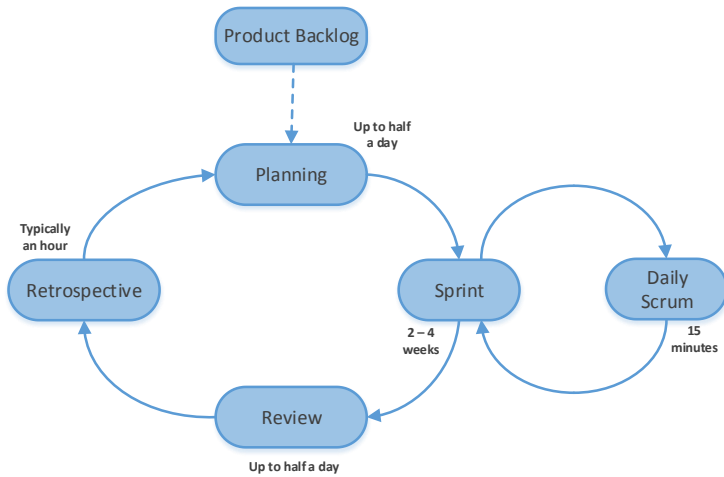 Product Backlog
Up to half
a day
Planning
Typically
an hour
Retrospective
Sprint
Daily
Scrum
2 – 4
weeks
15
minutes
Review
Up to half a day